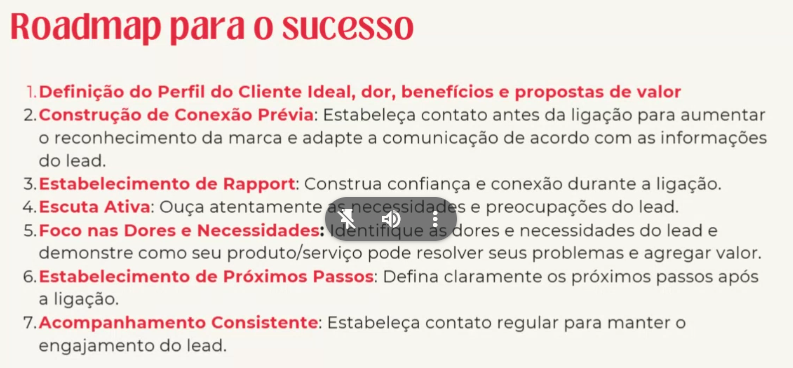 Roadmap para o sucesso
1. Definição do Perfil do Cliente Ideal, dor, benefícios e propostas de valor
2. Construção de Conexão Prévia: Estabeleça contato antes da ligação para aumentar
o reconhecimento da marca e adapte a comunicação de acordo com as informações
do lead.
3. Estabelecimento de Rapport: Construa confiança e conexão durante a ligação.
4. Escuta Ativa: Ouça atentamente as necessidades e preocupações do lead.
5. Foco nas Dores e Necessidades: Identifique as dores e necessidades do lead e
demonstre como seu produto/serviço pode resolver seus problemas e agregar valor.
6. Estabelecimento de Próximos Passos: Defina claramente os próximos passos após
a ligação.
7. Acompanhamento Consistente: Estabeleça contato regular para manter o
engajamento do lead.